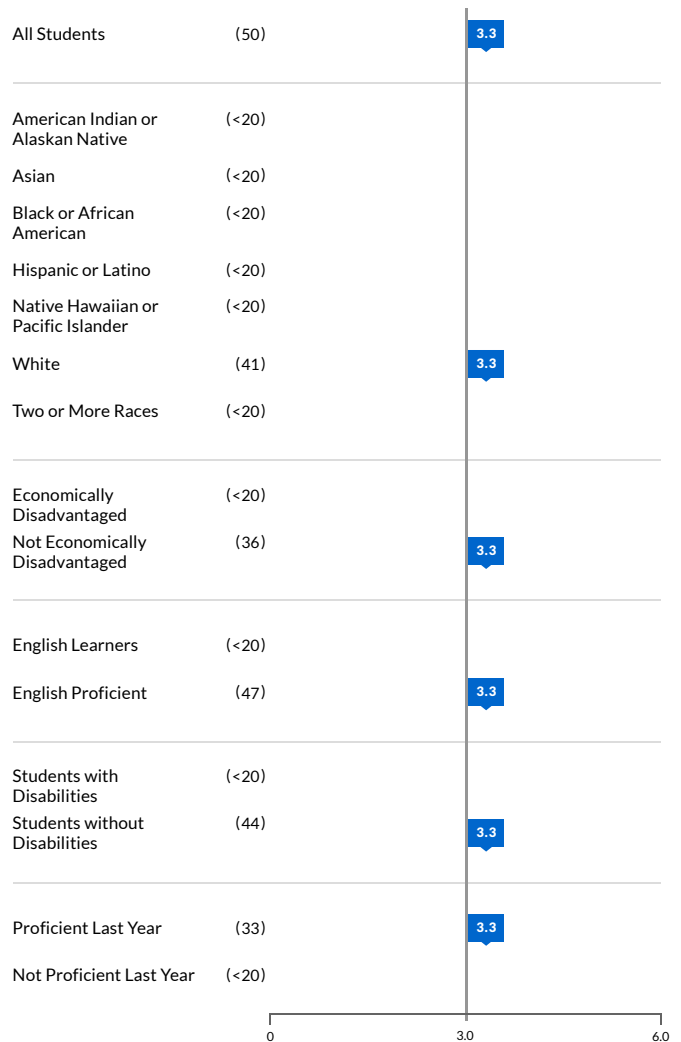 All Students (50) 3.3
American Indian or (<20)
Alaskan Native
Asian (<20)
Black or African (<20)
American
Hispanic or Latino (<20)
Native Hawaiian or (<20)
Pacific Islander
White (41) 3.3
Two or More Races (<20)
Economically (<20)
Disadvantaged
Not Economically (36) 3.3
Disadvantaged
English Learners (<20)
English Proficient (47) 3.3
Students with (<20)
Disabilities
Students without (44) 3.3
Disabilities
Proficient Last Year (33) 3.3
Not Proficient Last Year (<20)
0 3.0 6.0